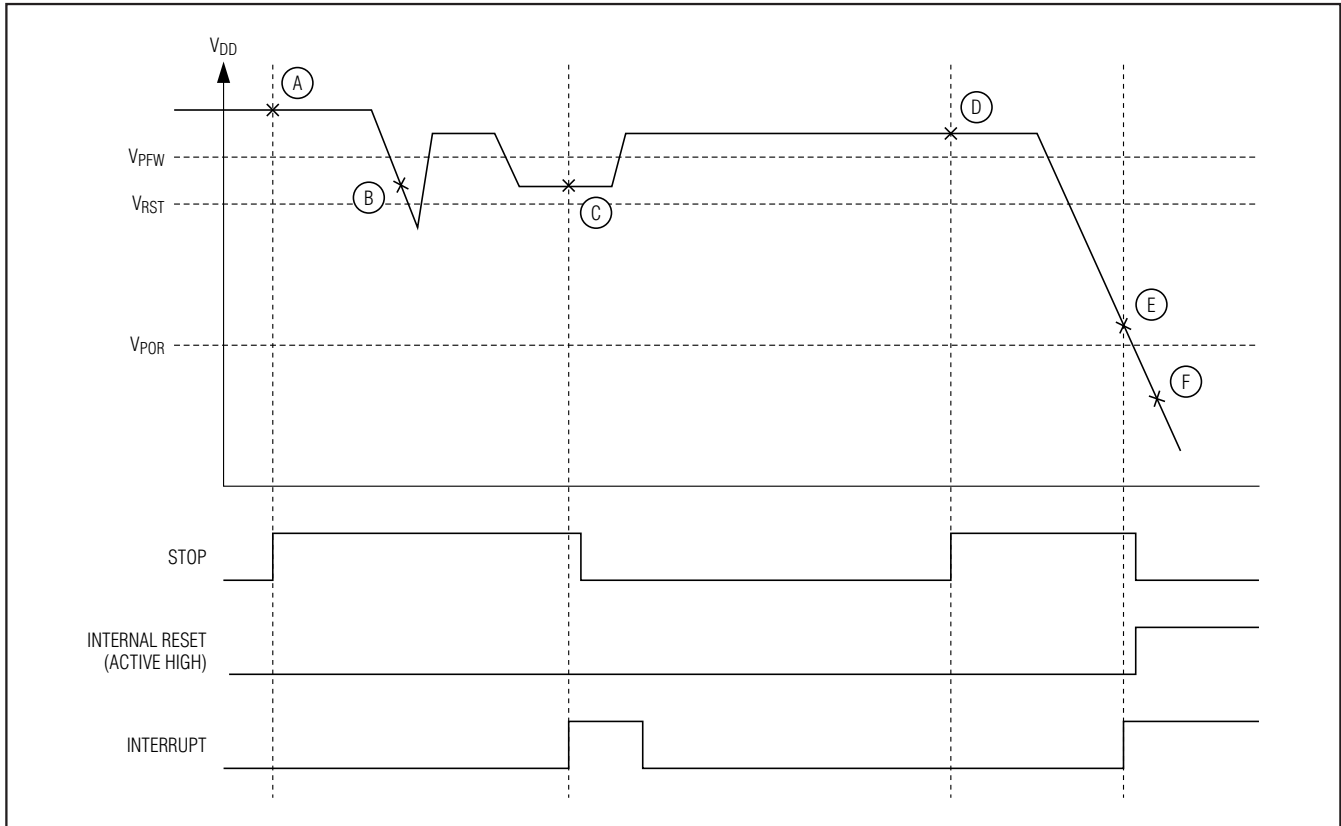 VDD
A
D
VPFW
B
VRST
C
E
VPOR
F
STOP
INTERNAL RESET
(ACTIVE HIGH)
INTERRUPT